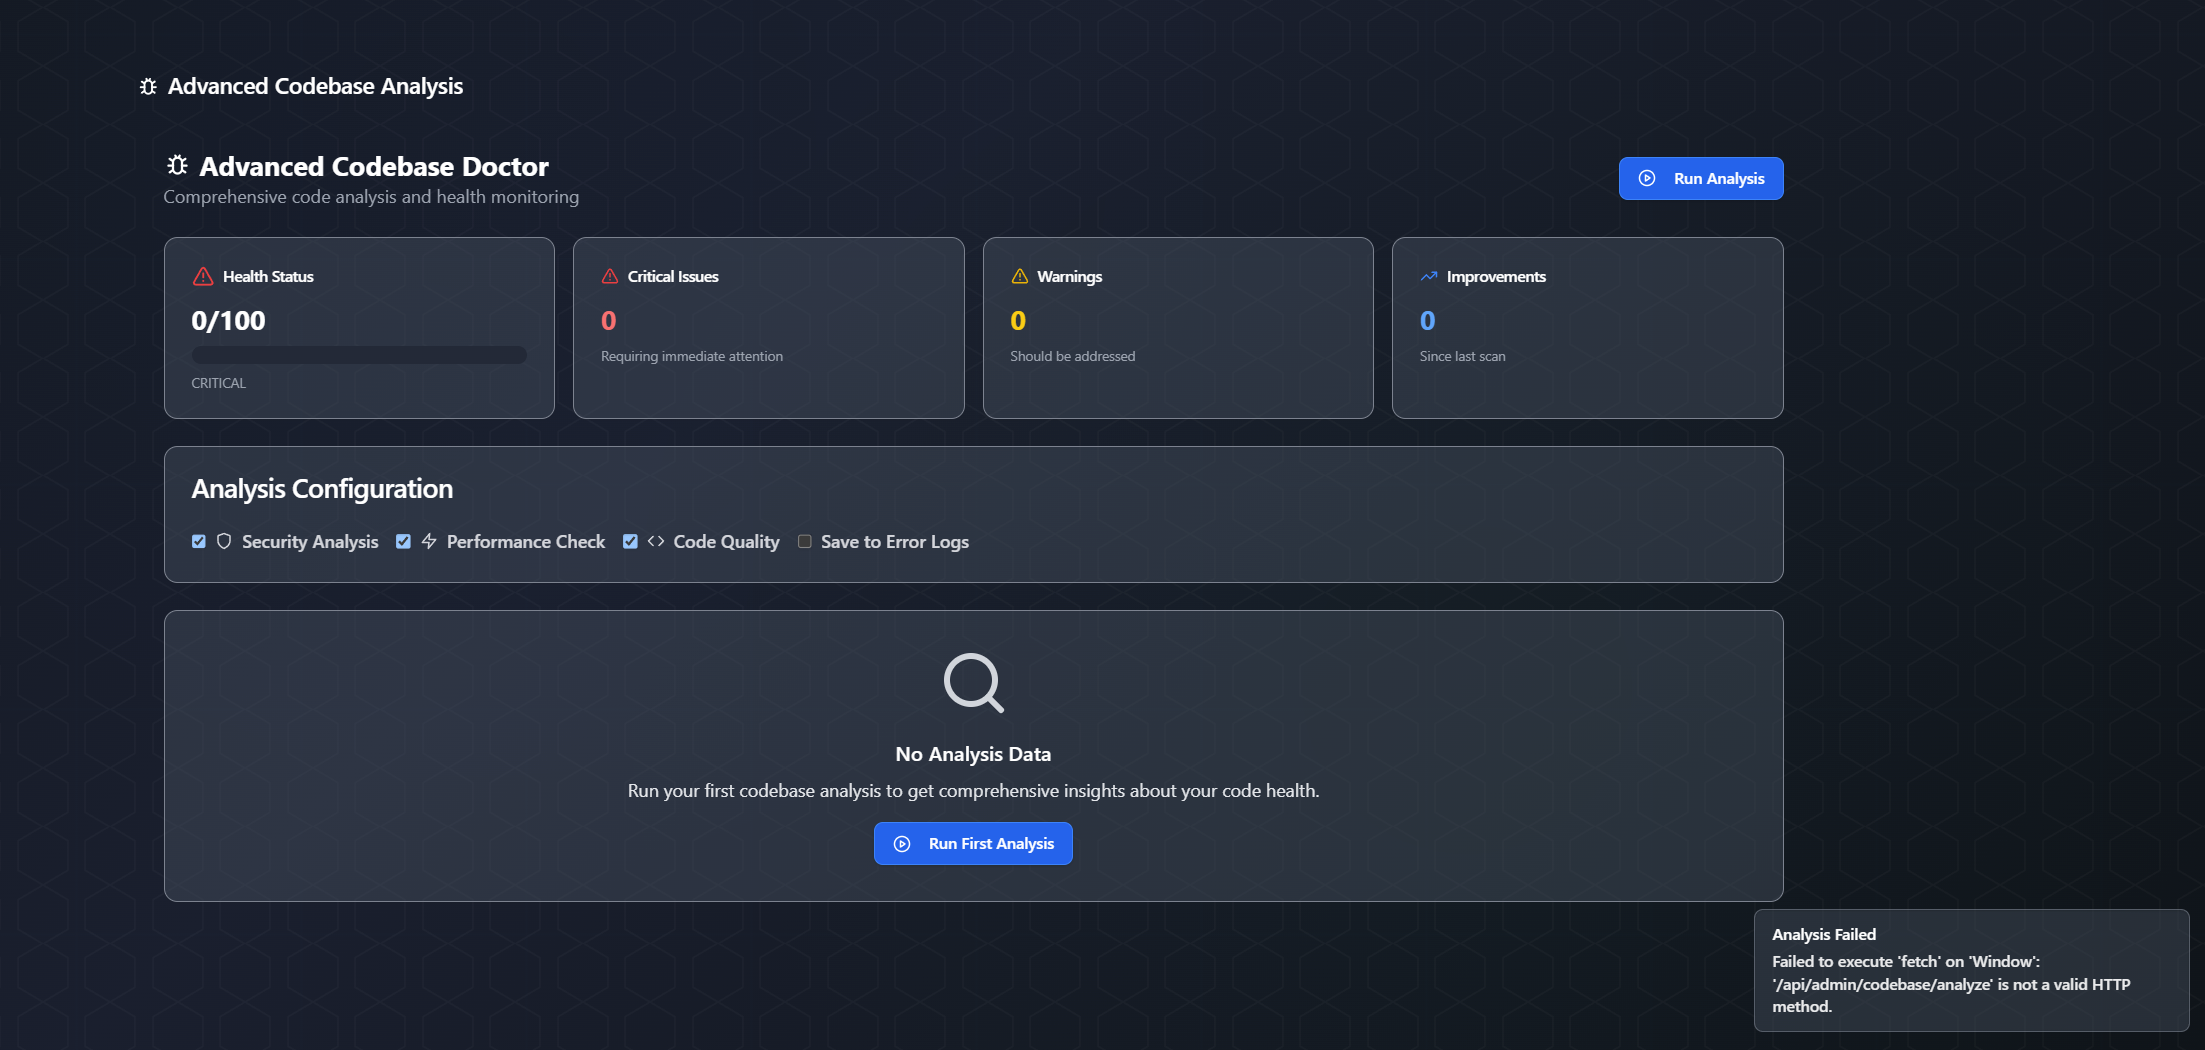 Advanced Codebase Analysis
Advanced Codebase Doctor
Comprehensive code analysis and health monitoring
Run Analysis
Health Status
0/100
CRITICAL
Critical Issues
0
Requiring immediate attention
Warnings
0
Should be addressed
Improvements
0
Since last scan
Analysis Configuration
Security Analysis
Performance Check
Code Quality
Save to Error Logs
No Analysis Data
Run your first codebase analysis to get comprehensive insights about your code health.
Run First Analysis
Analysis Failed
Failed to execute 'fetch' on 'Window':
'/api/admin/codebase/analyze' is not a valid HTTP
method.